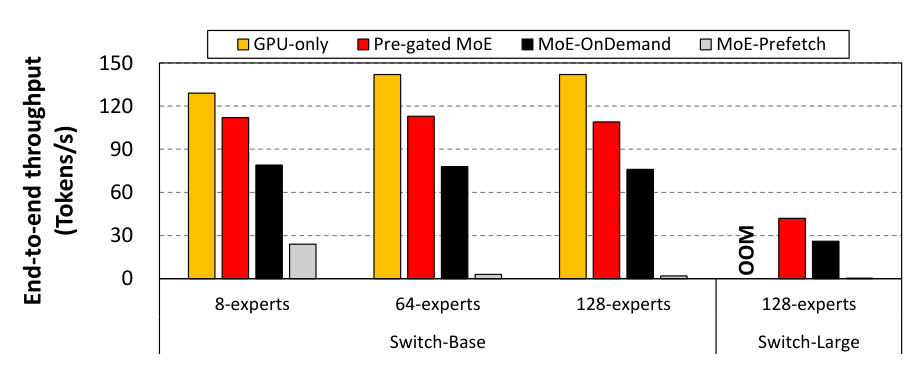 GPU-only Pre-gated MoE MoE-OnDemand MoE-Prefetch
End-to-end throughput
(Tokens/s)
150
120
90
60
30
0
OOM
8-experts 64-experts 128-experts 128-experts
Switch-Base Switch-Large